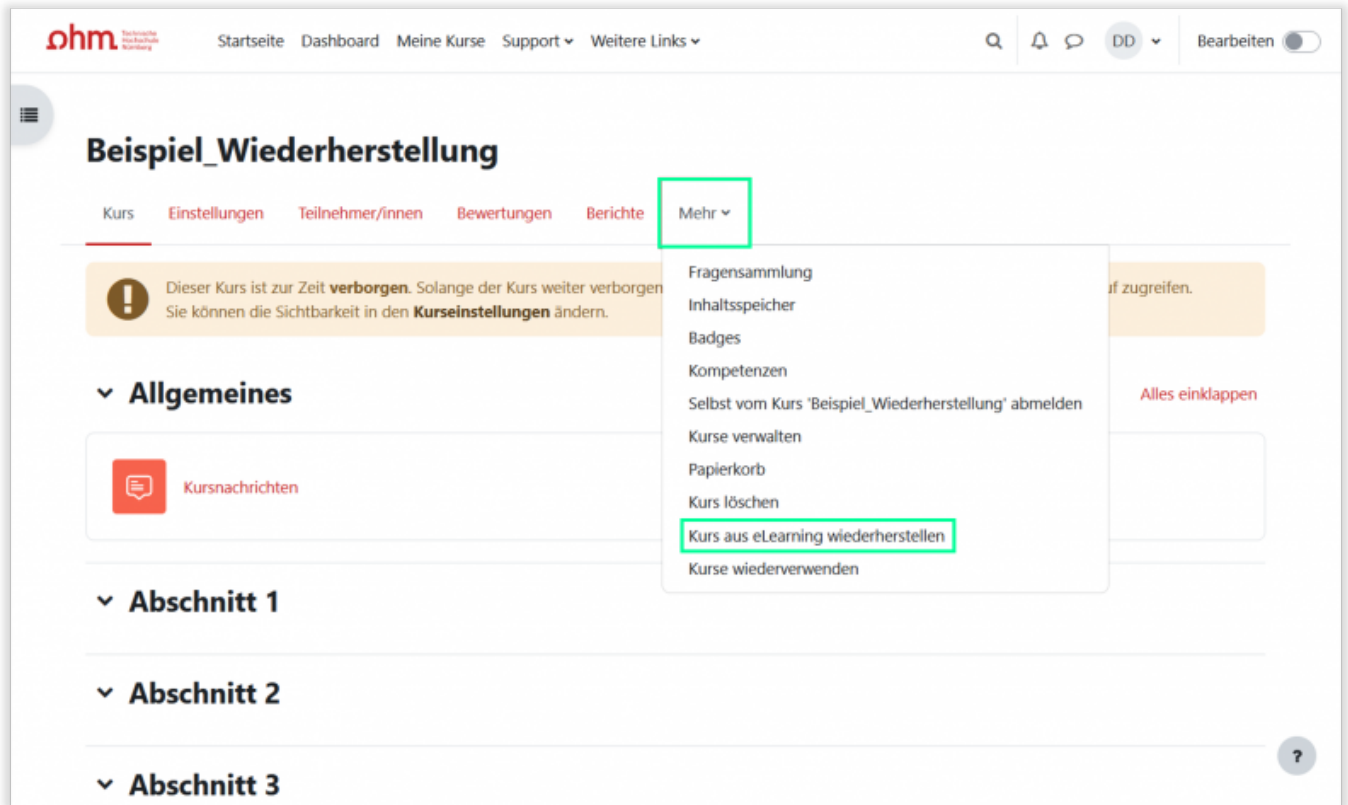 ohm Technische
Hochschule
Nürnberg
Startseite Dashboard Meine Kurse Support Weitere Links DD Bearbeiten
Beispiel_Wiederherstellung
Kurs Einstellungen Teilnehmer/innen Bewertungen Berichte Mehr
Dieser Kurs ist zur Zeit verborgen. Solange der Kurs weiter verborgen
Sie können die Sichtbarkeit in den Kurseinstellungen ändern.
zugreifen.
Fragensammlung
Inhaltsspeicher
Badges
Kompetenzen
Selbst vom Kurs 'Beispiel_Wiederherstellung' abmelden
Kurse verwalten
Papierkorb
Kurs löschen
Kurs aus eLearning wiederherstellen
Kurse wiederverwenden
Allgemeines
Alles einklappen
Kursnachrichten
Abschnitt 1
Abschnitt 2
?
Abschnitt 3